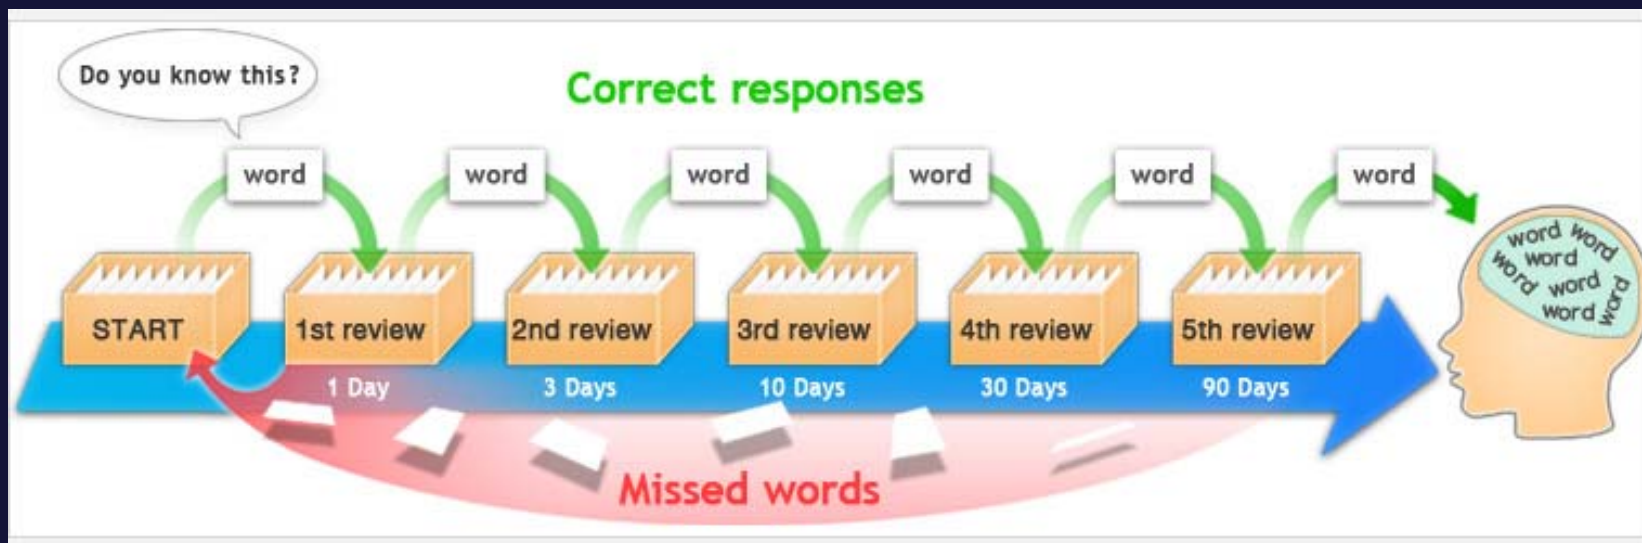 Do you know this?
Correct responses
word
word
word
word
word
word
START
1st review
2nd review
3rd review
4th review
5th review
1 Day
3 Days
10 Days
30 Days
90 Days
Missed words
word word
word
word word
word word